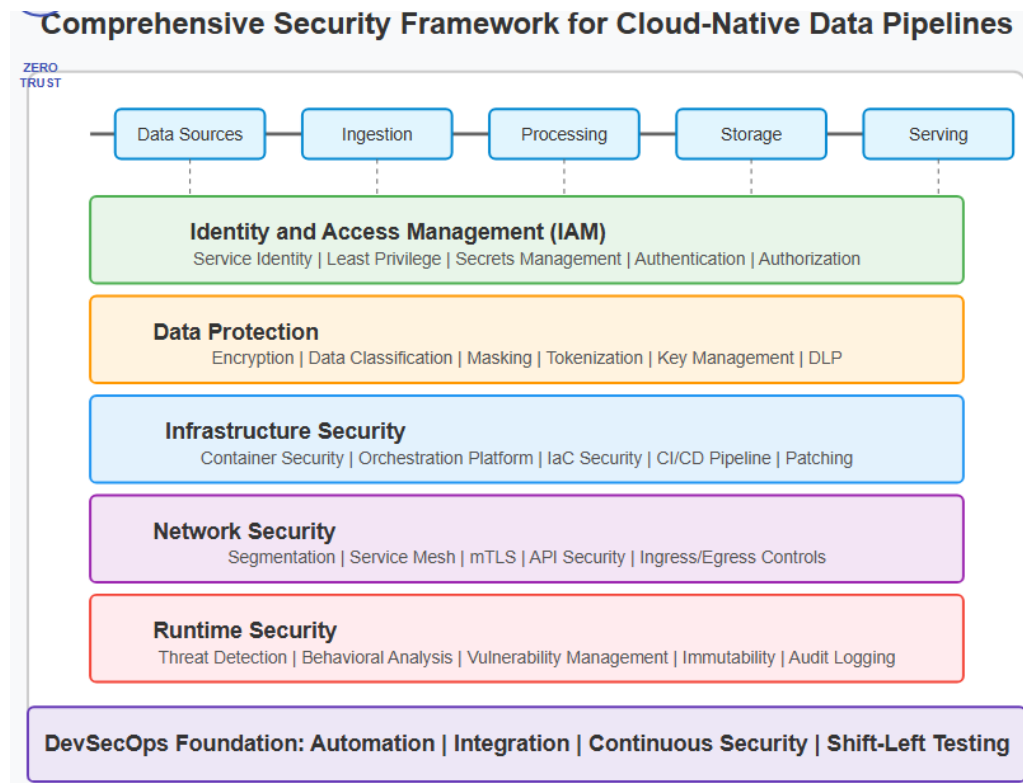 Comprehensive Security Framework for Cloud-Native Data Pipelines
ZERO
TRUST
Data Sources
Ingestion
Processing
Storage
Serving
Identity and Access Management (IAM)
Service Identity | Least Privilege | Secrets Management | Authentication | Authorization
Data Protection
Encryption | Data Classification | Masking | Tokenization | Key Management | DLP
Infrastructure Security
Container Security | Orchestration Platform | IaC Security | CI/CD Pipeline | Patching
Network Security
Segmentation | Service Mesh | mTLS | API Security | Ingress/Egress Controls
Runtime Security
Threat Detection | Behavioral Analysis | Vulnerability Management | Immutability | Audit Logging
DevSecOps Foundation: Automation | Integration | Continuous Security | Shift-Left Testing